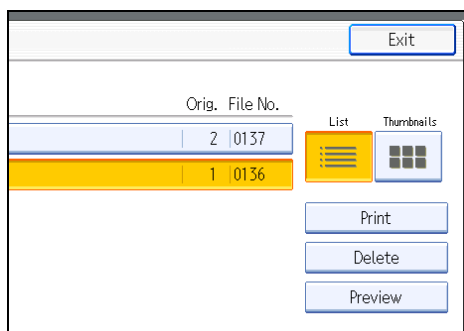 Exit
Orig. File No.
List Thumbnails
2 0137
1 0136
Print
Delete
Preview